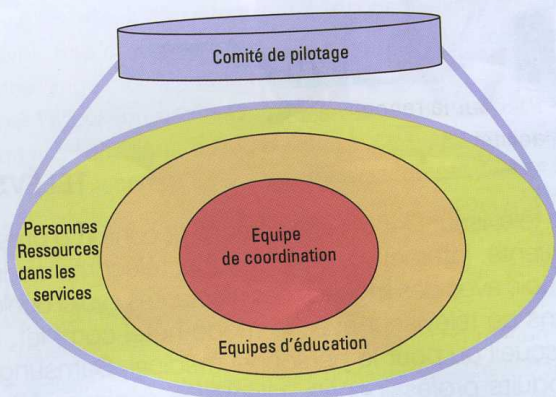 Comité de pilotage
Personnes
Ressources
dans les
services
Equipe
de coordination
Equipes d'éducation